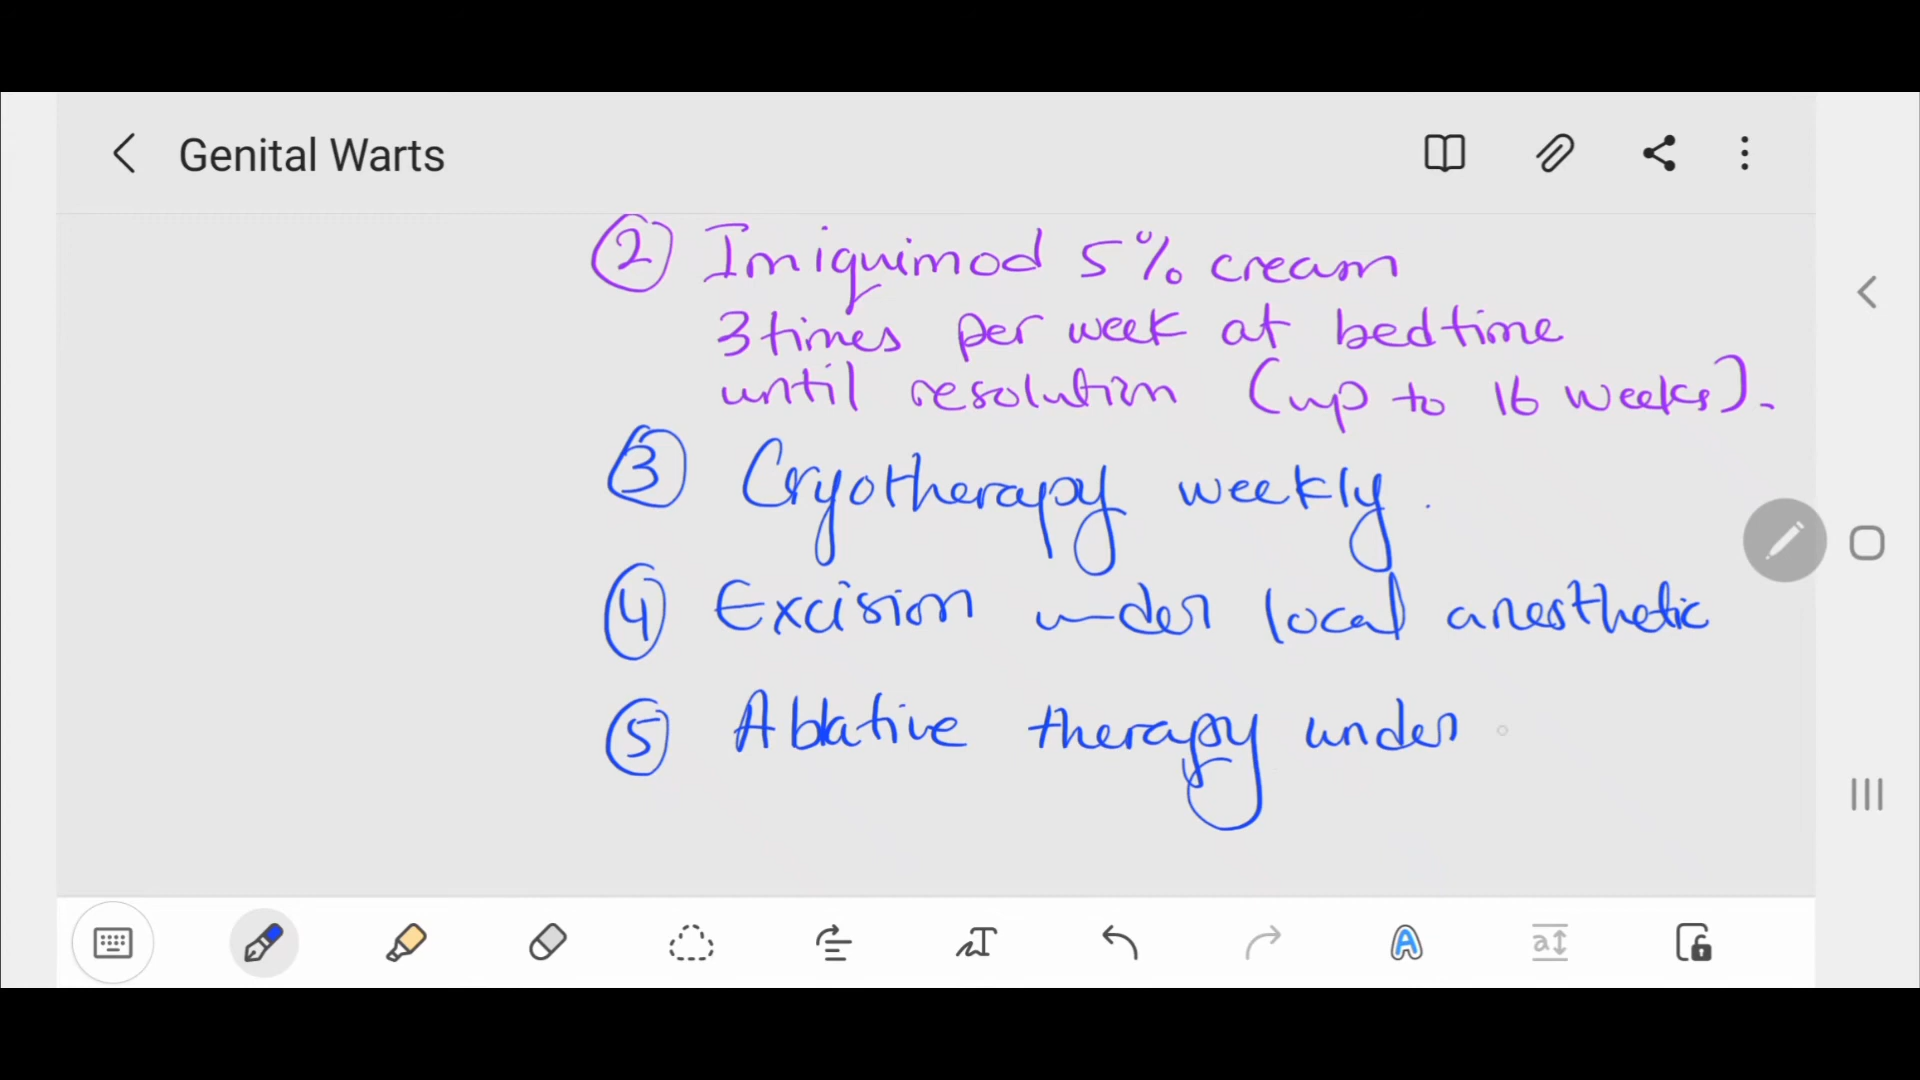 Genital Warts
② Imiquimod 5% cream
3 times per week at bedtime
until resolution (up to 16 weeks).
③ Cryotherapy weekly.
④ Excision under local anesthetic
⑤ Ablative therapy under